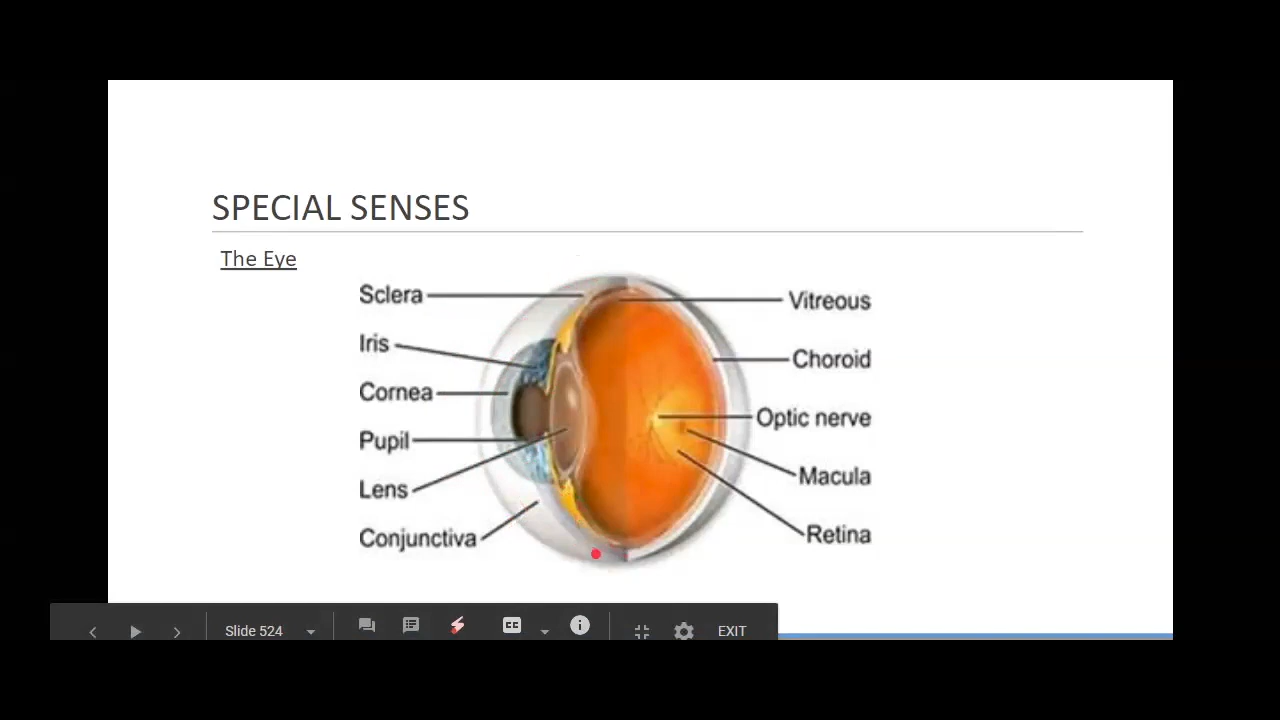 SPECIAL SENSES
The Eye
Sclera
Iris
Cornea
Pupil
Lens
Conjunctiva
Vitreous
Choroid
Optic nerve
Macula
Retina
Slide 524
CC
EXIT